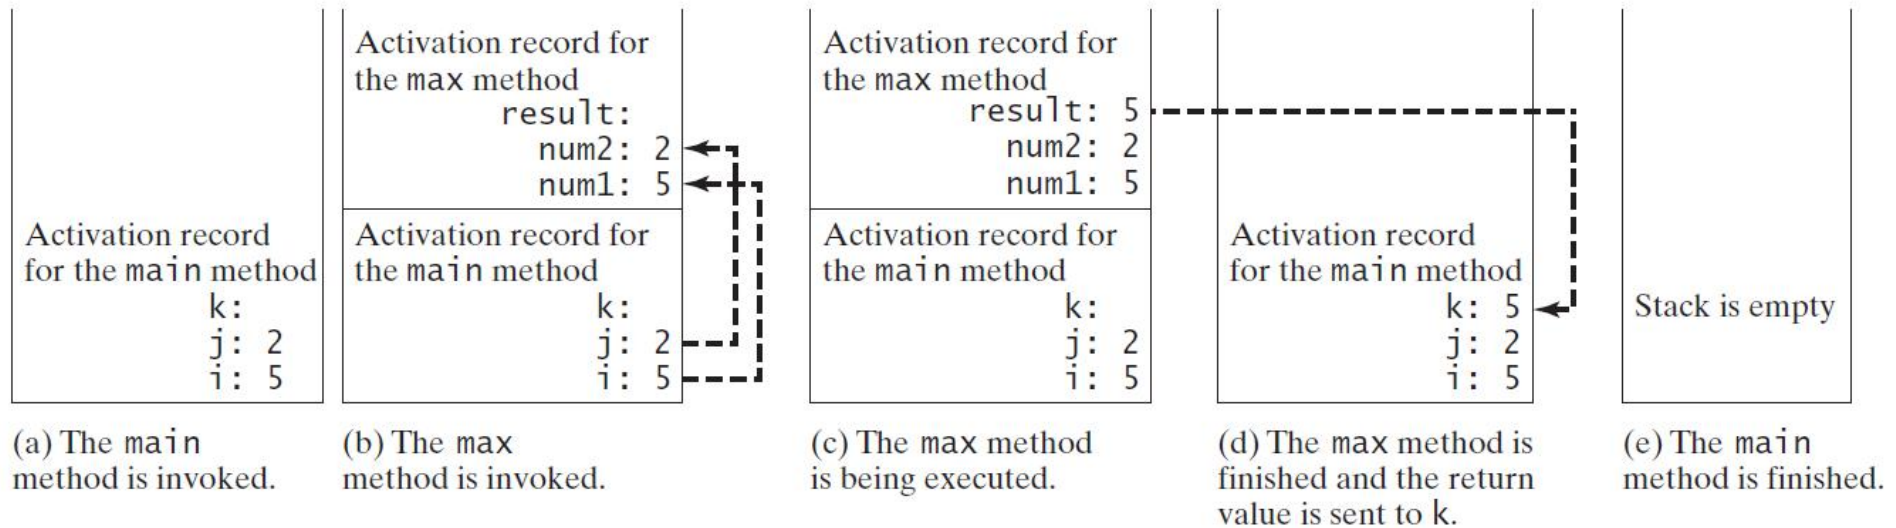 Activation record
for the main method
k:
j: 2
i: 5
(a) The main
method is invoked.
Activation record for
the max method
result:
num2: 2
num1: 5
Activation record for
the main method
k:
j: 2
i: 5
(b) The max
method is invoked.
Activation record for
the max method
result: 5
num2: 2
num1: 5
Activation record for
the main method
k:
j: 2
i: 5
(c) The max method
is being executed.
Activation record
for the main method
k: 5
j: 2
i: 5
(d) The max method is
finished and the return
value is sent to k.
Stack is empty
(e) The main
method is finished.